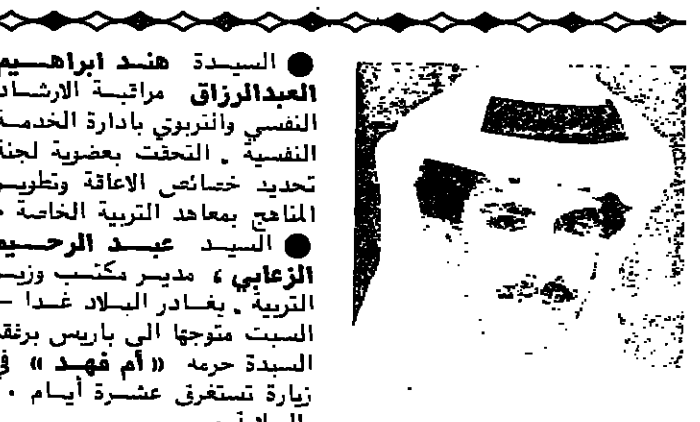 ● السيدة هند ابراهيم
العبدالرزاق مراقبة الارشاد
النفسي والتربوي بادارة الخدمة
النفسية . التحقت بعضوية لجنة
تحديد خصائص الاعاقة وتطوير
المناهج بمعاهد التربية الخاصة .
● السيد عبد الرحيم
الزعابي ، مدير مكتب وزير
التربية . يغادر البلاد غدا -
السبت متوجها الى باريس برفقة
السيدة حرمه « أم فهد » في
زيارة تستغرق عشرة أيام .